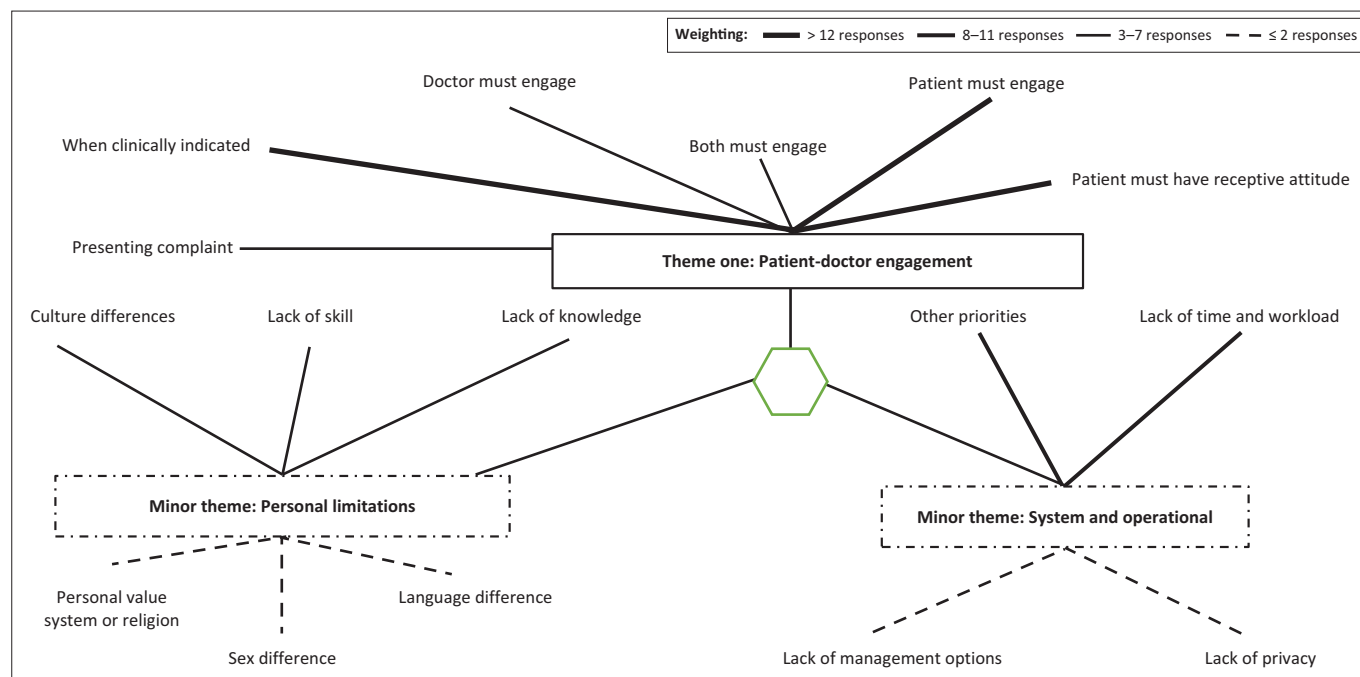 Weighting: > 12 responses 8–11 responses 3–7 responses ≤ 2 responses
Doctor must engage
Patient must engage
When clinically indicated
Both must engage
Patient must have receptive attitude
Presenting complaint
Theme one: Patient-doctor engagement
Culture differences
Lack of skill
Lack of knowledge
Other priorities
Lack of time and workload
Minor theme: Personal limitations
Minor theme: System and operational
Personal value
system or religion
Language difference
Sex difference
Lack of management options
Lack of privacy